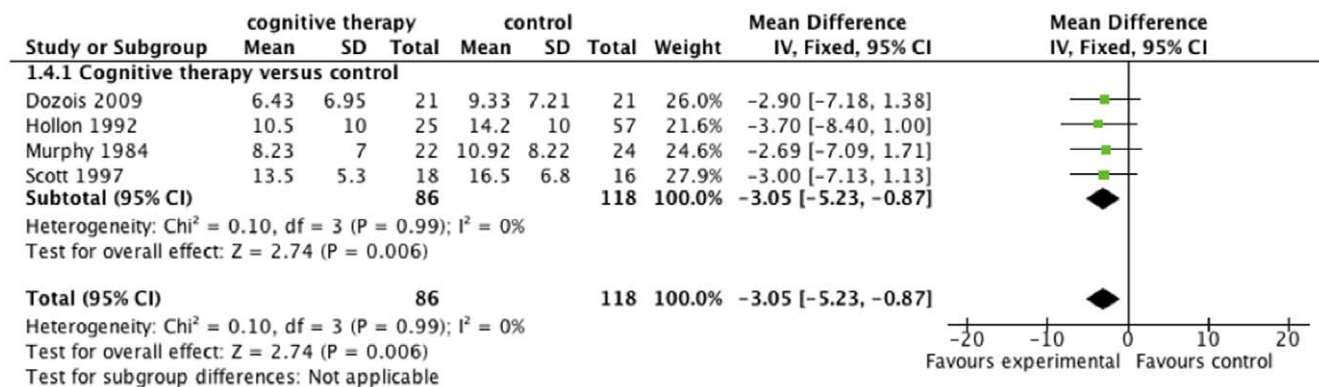 cognitive therapy control Mean Difference Mean Difference
Study or Subgroup Mean SD Total Mean SD Total Weight IV, Fixed, 95% CI IV, Fixed, 95% CI
1.4.1 Cognitive therapy versus control
Dozois 2009 6.43 6.95 21 9.33 7.21 21 26.0% -2.90 [-7.18, 1.38]
Hollon 1992 10.5 10 25 14.2 10 57 21.6% -3.70 [-8.40, 1.00]
Murphy 1984 8.23 7 22 10.92 8.22 24 24.6% -2.69 [-7.09, 1.71]
Scott 1997 13.5 5.3 18 16.5 6.8 16 27.9% -3.00 [-7.13, 1.13]
Subtotal (95% CI) 86 118 100.0% -3.05 [-5.23, -0.87]
Heterogeneity: Chi² = 0.10, df = 3 (P = 0.99); I² = 0%
Test for overall effect: Z = 2.74 (P = 0.006)
Total (95% CI) 86 118 100.0% -3.05 [-5.23, -0.87]
Heterogeneity: Chi² = 0.10, df = 3 (P = 0.99); I² = 0%
Test for overall effect: Z = 2.74 (P = 0.006)
Test for subgroup differences: Not applicable
-20 -10 0 10 20
Favours experimental Favours control